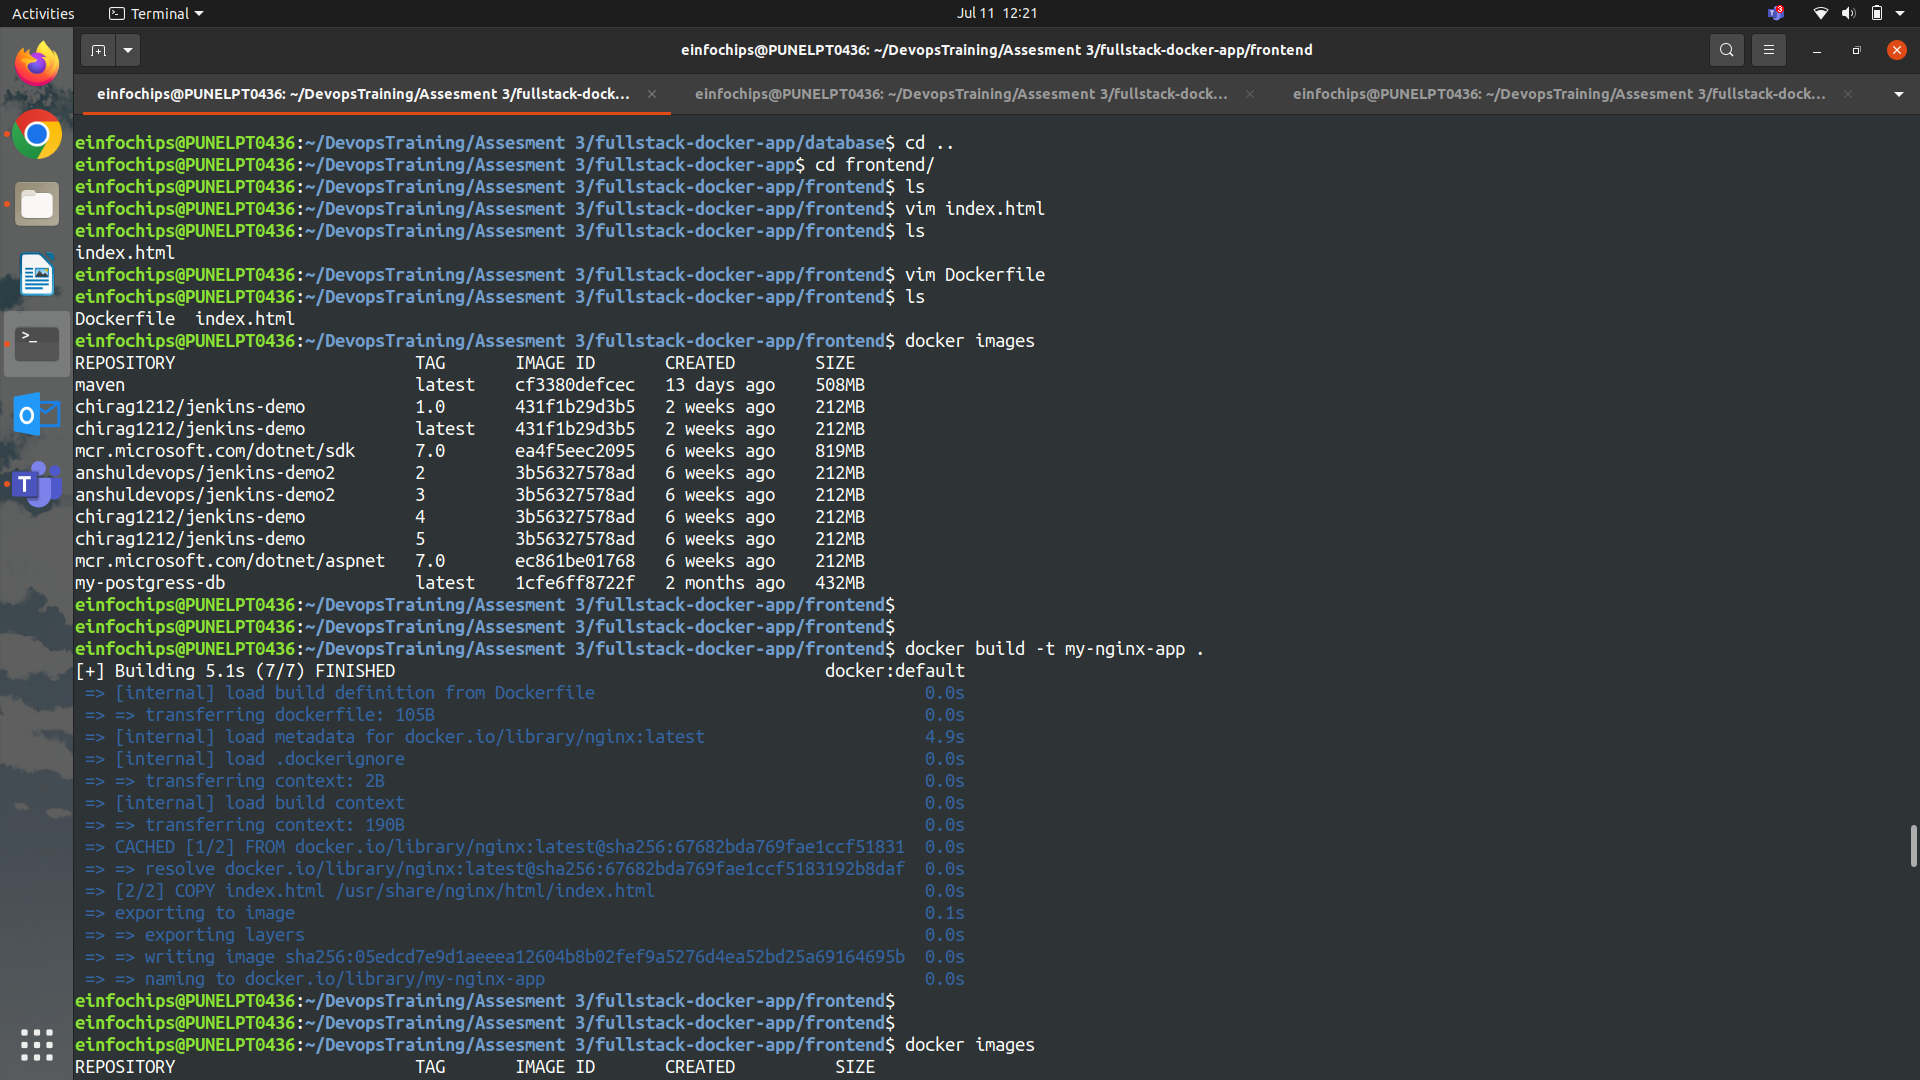 Activities Terminal Jul 11 12:21 3
einfochips@PUNELPT0436: ~/DevopsTraining/Assesment 3/fullstack-docker-app/frontend
einfochips@PUNELPT0436: ~/DevopsTraining/Assesment 3/fullstack-dock... einfochips@PUNELPT0436: ~/DevopsTraining/Assesment 3/fullstack-dock... einfochips@PUNELPT0436: ~/DevopsTraining/Assesment 3/fullstack-dock...
einfochips@PUNELPT0436:~/DevopsTraining/Assesment 3/fullstack-docker-app/database$ cd ..
einfochips@PUNELPT0436:~/DevopsTraining/Assesment 3/fullstack-docker-app$ cd frontend/
einfochips@PUNELPT0436:~/DevopsTraining/Assesment 3/fullstack-docker-app/frontend$ ls
einfochips@PUNELPT0436:~/DevopsTraining/Assesment 3/fullstack-docker-app/frontend$ vim index.html
einfochips@PUNELPT0436:~/DevopsTraining/Assesment 3/fullstack-docker-app/frontend$ ls
index.html
einfochips@PUNELPT0436:~/DevopsTraining/Assesment 3/fullstack-docker-app/frontend$ vim Dockerfile
einfochips@PUNELPT0436:~/DevopsTraining/Assesment 3/fullstack-docker-app/frontend$ ls
Dockerfile  index.html
einfochips@PUNELPT0436:~/DevopsTraining/Assesment 3/fullstack-docker-app/frontend$ docker images
REPOSITORY                        TAG       IMAGE ID       CREATED        SIZE
maven                             latest    cf3380defcec   13 days ago    508MB
chirag1212/jenkins-demo           1.0       431f1b29d3b5   2 weeks ago    212MB
chirag1212/jenkins-demo           latest    431f1b29d3b5   2 weeks ago    212MB
mcr.microsoft.com/dotnet/sdk      7.0       ea4f5eec2095   6 weeks ago    819MB
anshuldevops/jenkins-demo2        2         3b56327578ad   6 weeks ago    212MB
anshuldevops/jenkins-demo2        3         3b56327578ad   6 weeks ago    212MB
chirag1212/jenkins-demo           4         3b56327578ad   6 weeks ago    212MB
chirag1212/jenkins-demo           5         3b56327578ad   6 weeks ago    212MB
mcr.microsoft.com/dotnet/aspnet   7.0       ec861be01768   6 weeks ago    212MB
my-postgress-db                   latest    1cfe6ff8722f   2 months ago   432MB
einfochips@PUNELPT0436:~/DevopsTraining/Assesment 3/fullstack-docker-app/frontend$
einfochips@PUNELPT0436:~/DevopsTraining/Assesment 3/fullstack-docker-app/frontend$
einfochips@PUNELPT0436:~/DevopsTraining/Assesment 3/fullstack-docker-app/frontend$ docker build -t my-nginx-app .
[+] Building 5.1s (7/7) FINISHED                                           docker:default
=> [internal] load build definition from Dockerfile 0.0s
=> => transferring dockerfile: 105B 0.0s
=> [internal] load metadata for docker.io/library/nginx:latest 4.9s
=> [internal] load .dockerignore 0.0s
=> => transferring context: 2B 0.0s
=> [internal] load build context 0.0s
=> => transferring context: 190B 0.0s
=> CACHED [1/2] FROM docker.io/library/nginx:latest@sha256:67682bda769fae1ccf51831 0.0s
=> => resolve docker.io/library/nginx:latest@sha256:67682bda769fae1ccf5183192b8daf 0.0s
=> [2/2] COPY index.html /usr/share/nginx/html/index.html 0.0s
=> exporting to image 0.1s
=> => exporting layers 0.0s
=> => writing image sha256:05edcd7e9d1aeeea12604b8b02fef9a5276d4ea52bd25a69164695b 0.0s
=> => naming to docker.io/library/my-nginx-app 0.0s
einfochips@PUNELPT0436:~/DevopsTraining/Assesment 3/fullstack-docker-app/frontend$
einfochips@PUNELPT0436:~/DevopsTraining/Assesment 3/fullstack-docker-app/frontend$
einfochips@PUNELPT0436:~/DevopsTraining/Assesment 3/fullstack-docker-app/frontend$ docker images
REPOSITORY                        TAG       IMAGE ID       CREATED          SIZE